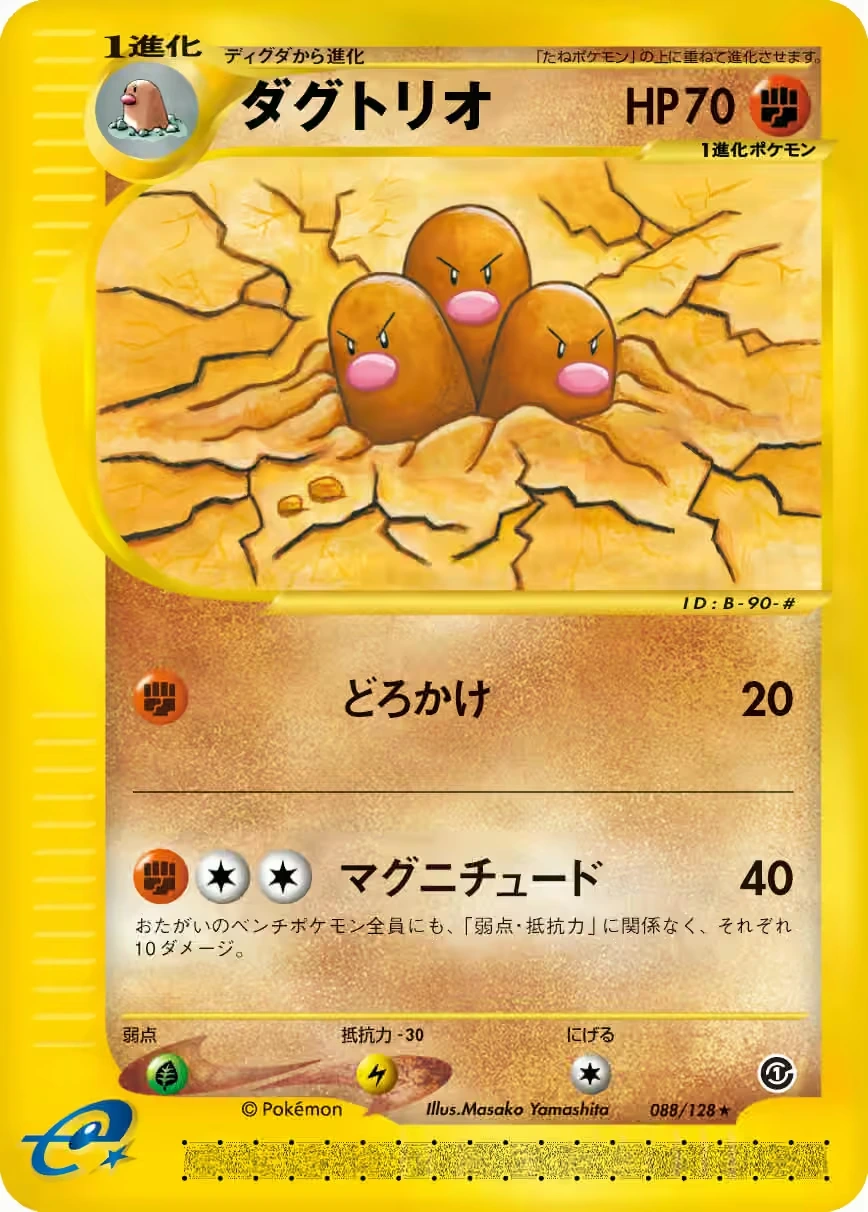 1進化
ディグダから進化
「たねポケモン」の上に重ねて進化させます。
ダグトリオ
HP70
1進化ポケモン
ID:B-90-#
どろかけ
20
マグニチュード
40
おたがいのベンチポケモン全員にも、「弱点・抵抗力」に関係なく、それぞれ
10ダメージ。
弱点
抵抗力-30
にげる
1
©Pokémon
Illus.Masako Yamashita
088/128★
e